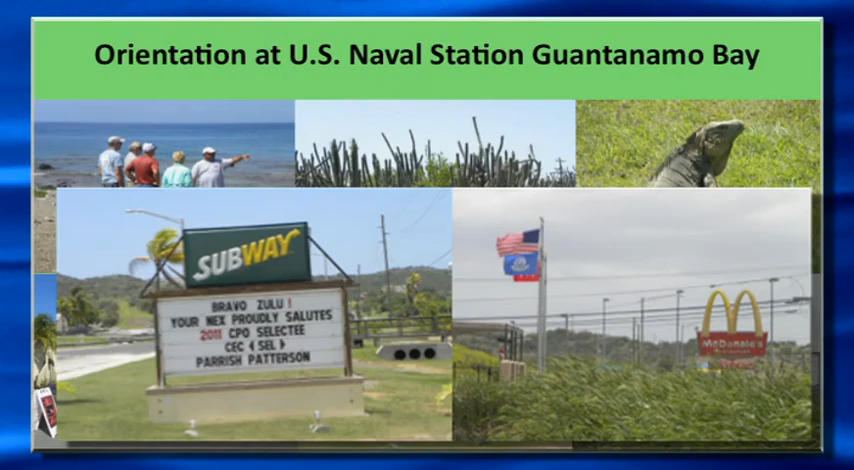 Orientation at U.S. Naval Station Guantanamo Bay
SUBWAY
BRAVO ZULU !
YOUR NEX PROUDLY SALUTES
2011 CPO SELECTEE
CEC ( SEL )
PARRISH PATTERSON
McDonald's